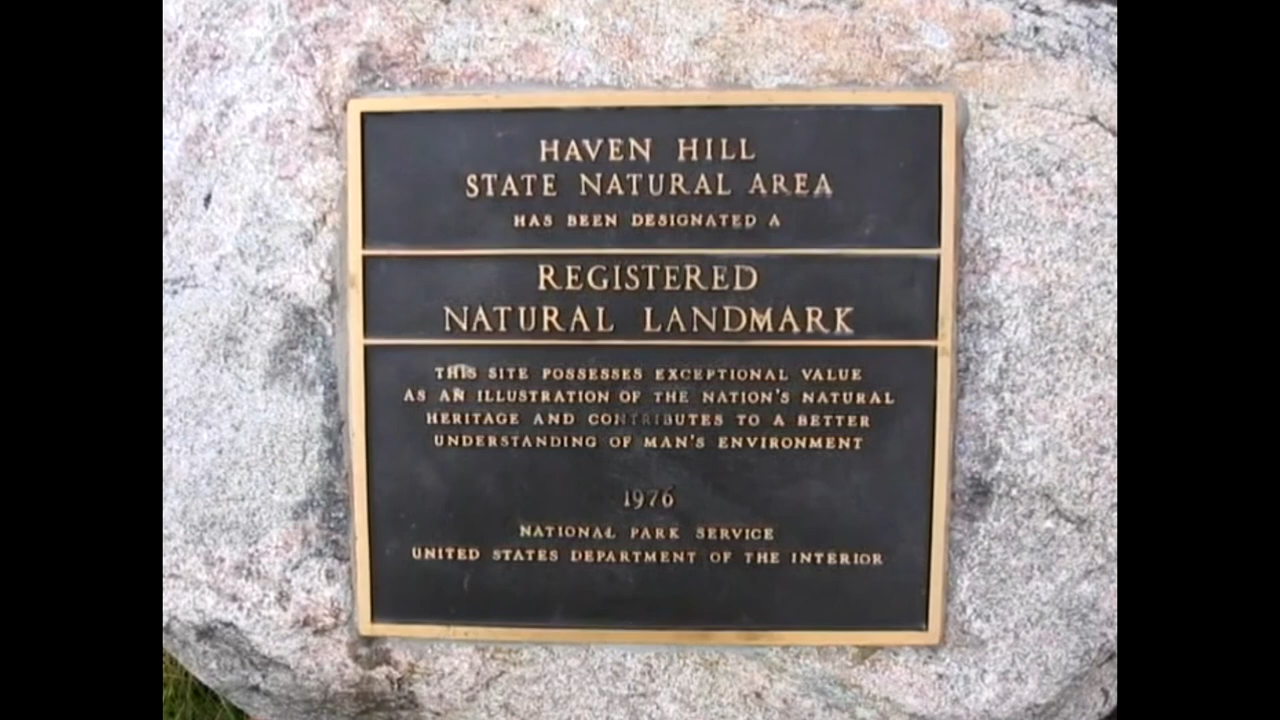 HAVEN HILL
STATE NATURAL AREA
HAS BEEN DESIGNATED A
REGISTERED
NATURAL LANDMARK
THIS SITE POSSESSES EXCEPTIONAL VALUE
AS AN ILLUSTRATION OF THE NATION'S NATURAL
HERITAGE AND CONTRIBUTES TO A BETTER
UNDERSTANDING OF MAN'S ENVIRONMENT
1976
NATIONAL PARK SERVICE
UNITED STATES DEPARTMENT OF THE INTERIOR